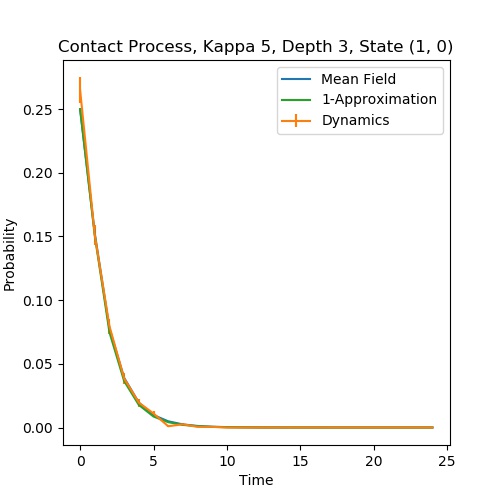 Contact Process, Kappa 5, Depth 3, State (1, 0)
Mean Field
1-Approximation
Dynamics
0.25
0.20
0.15
0.10
0.05
0.00
Probability
0 5 10 15 20 25
Time